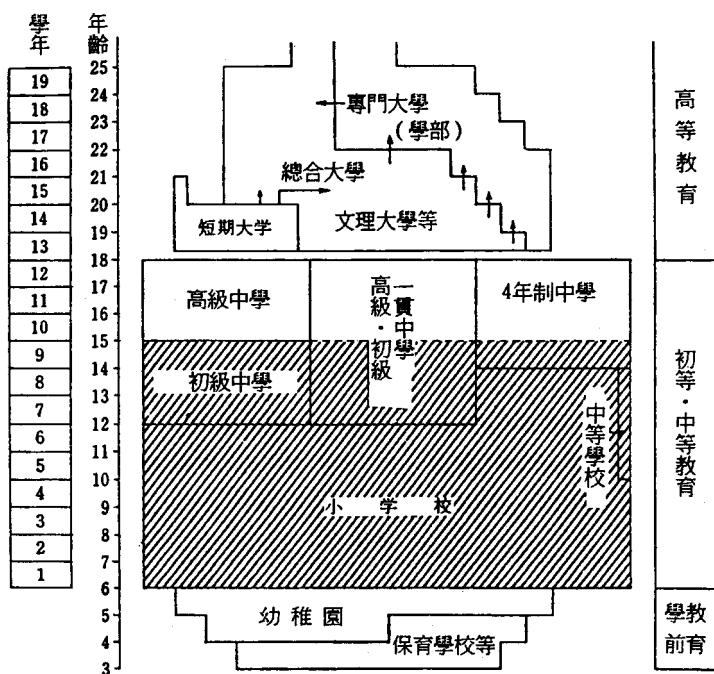 學年
年齡
19
18
17
16
15
14
13
12
11
10
9
8
7
6
5
4
3
2
1
25
24
23
22
21
20
19
18
17
16
15
14
13
12
11
10
9
8
7
6
5
4
3
專門大學
(學部)
總合大學
短期大学
文理大學等
高級中學
一貫中學
高級・初級
4年制中學
初級中學
中等學校
小学校
幼稚園
保育學校等
高等教育
初等・中等教育
學教
前育